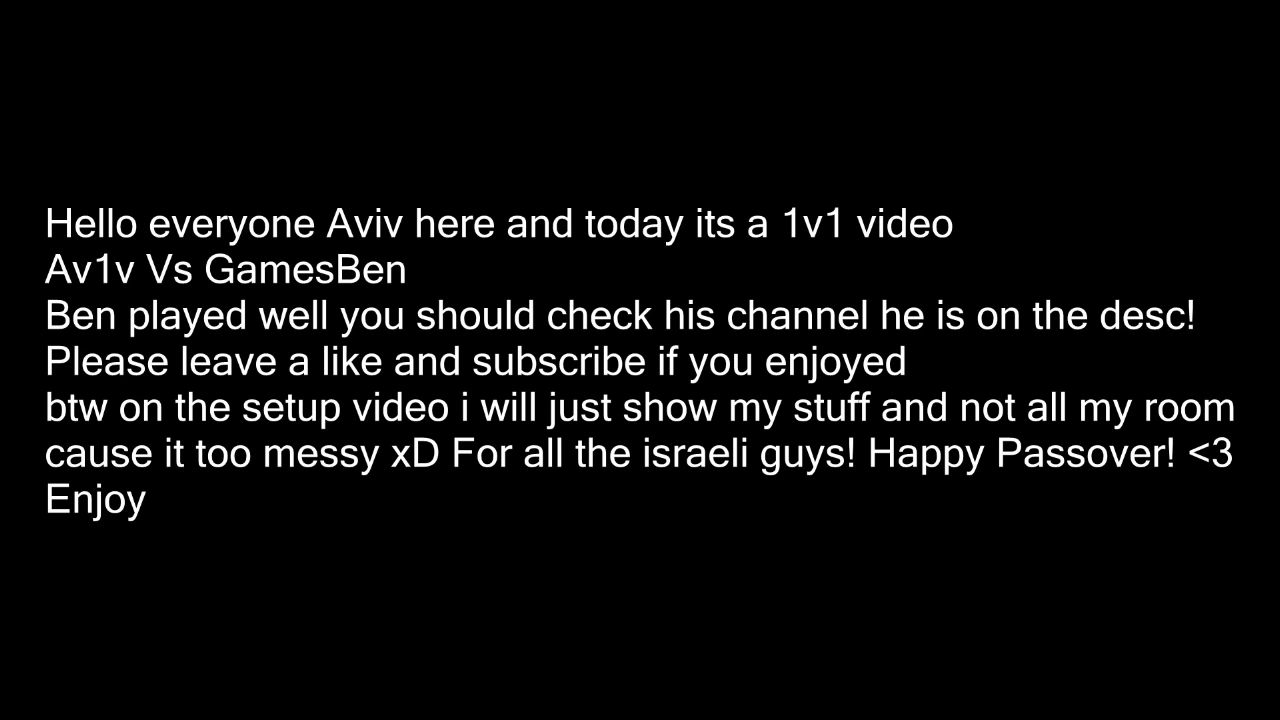 Hello everyone Aviv here and today its a 1v1 video
Av1v Vs GamesBen
Ben played well you should check his channel he is on the desc!
Please leave a like and subscribe if you enjoyed
btw on the setup video i will just show my stuff and not all my room
cause it too messy xD For all the israeli guys! Happy Passover! <3
Enjoy